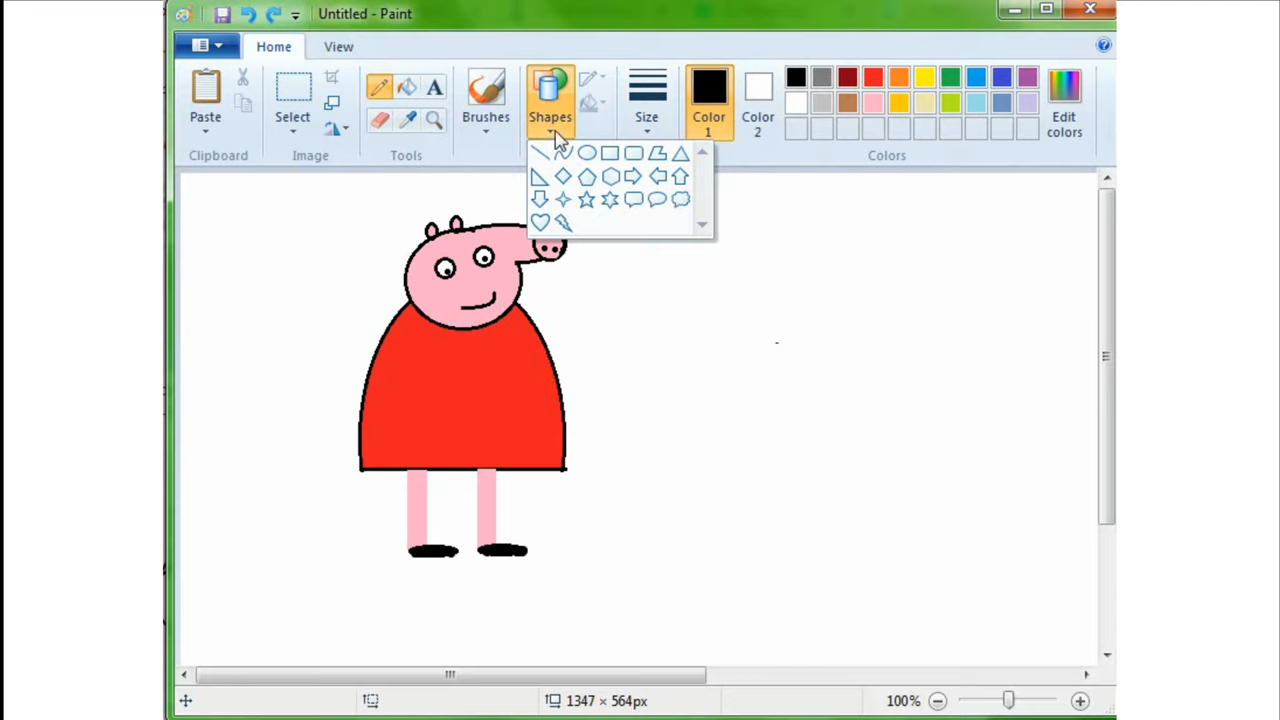 Untitled - Paint
Home View
Paste Select Brushes Shapes Size Color 1 Color 2 Edit colors
Clipboard Image Tools Colors
A
1347 × 564px 100%